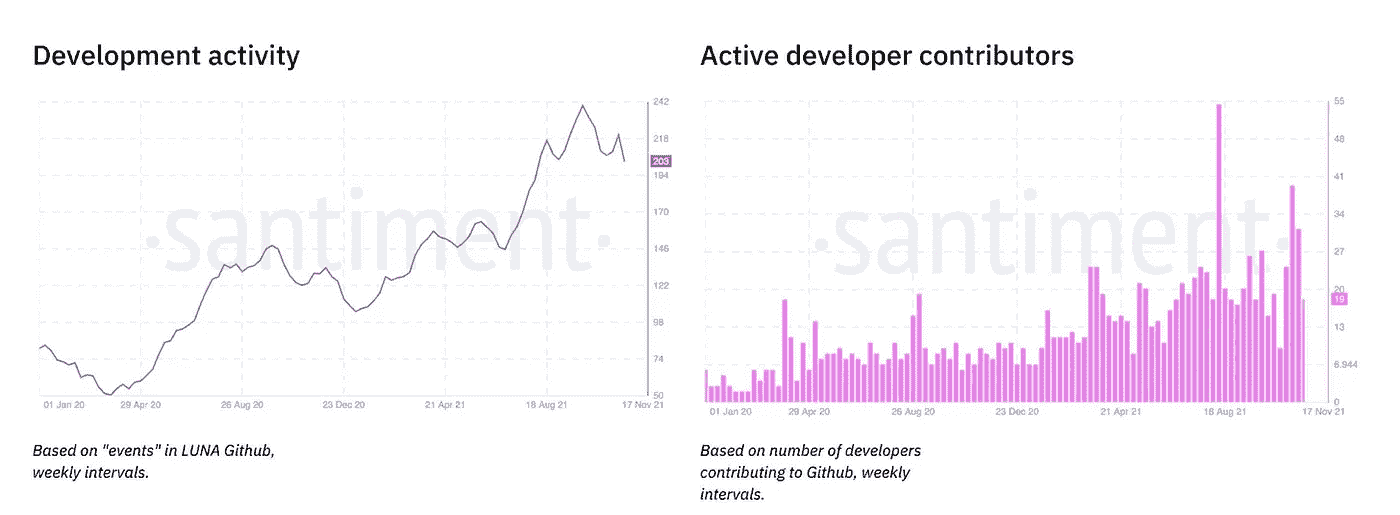 Development activity
·santiment·
242
218
203
194
170
146
122
98
74
50
01 Jan 20 29 Apr 20 26 Aug 20 23 Dec 20 21 Apr 21 18 Aug 21 17 Nov 21
Based on "events" in LUNA Github,
weekly intervals.
Active developer contributors
·santiment·
55
48
41
34
27
20
19
13
6.944
0
01 Jan 20 29 Apr 20 26 Aug 20 23 Dec 20 21 Apr 21 18 Aug 21 17 Nov 21
Based on number of developers
contributing to Github, weekly
intervals.